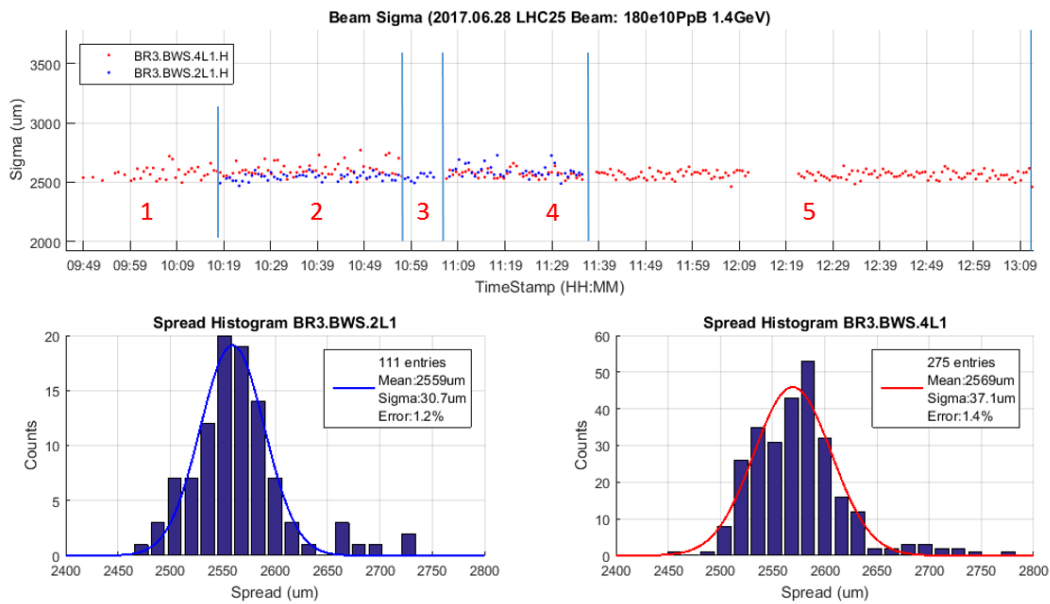 Beam Sigma (2017.06.28 LHC25 Beam: 180e10PpB 1.4GeV)
BR3.BWS.4L1.H
BR3.BWS.2L1.H
Sigma (um)
3500
3000
2500
2000
1 2 3 4 5
09:49 09:59 10:09 10:19 10:29 10:39 10:49 10:59 11:09 11:19 11:29 11:39 11:49 11:59 12:09 12:19 12:29 12:39 12:49 12:59 13:09
TimeStamp (HH:MM)
Spread Histogram BR3.BWS.2L1
111 entries
Mean:2559um
Sigma:30.7um
Error:1.2%
Counts
20
15
10
5
0
2400 2450 2500 2550 2600 2650 2700 2750 2800
Spread (um)
Spread Histogram BR3.BWS.4L1
275 entries
Mean:2569um
Sigma:37.1um
Error:1.4%
Counts
60
50
40
30
20
10
0
2400 2450 2500 2550 2600 2650 2700 2750 2800
Spread (um)